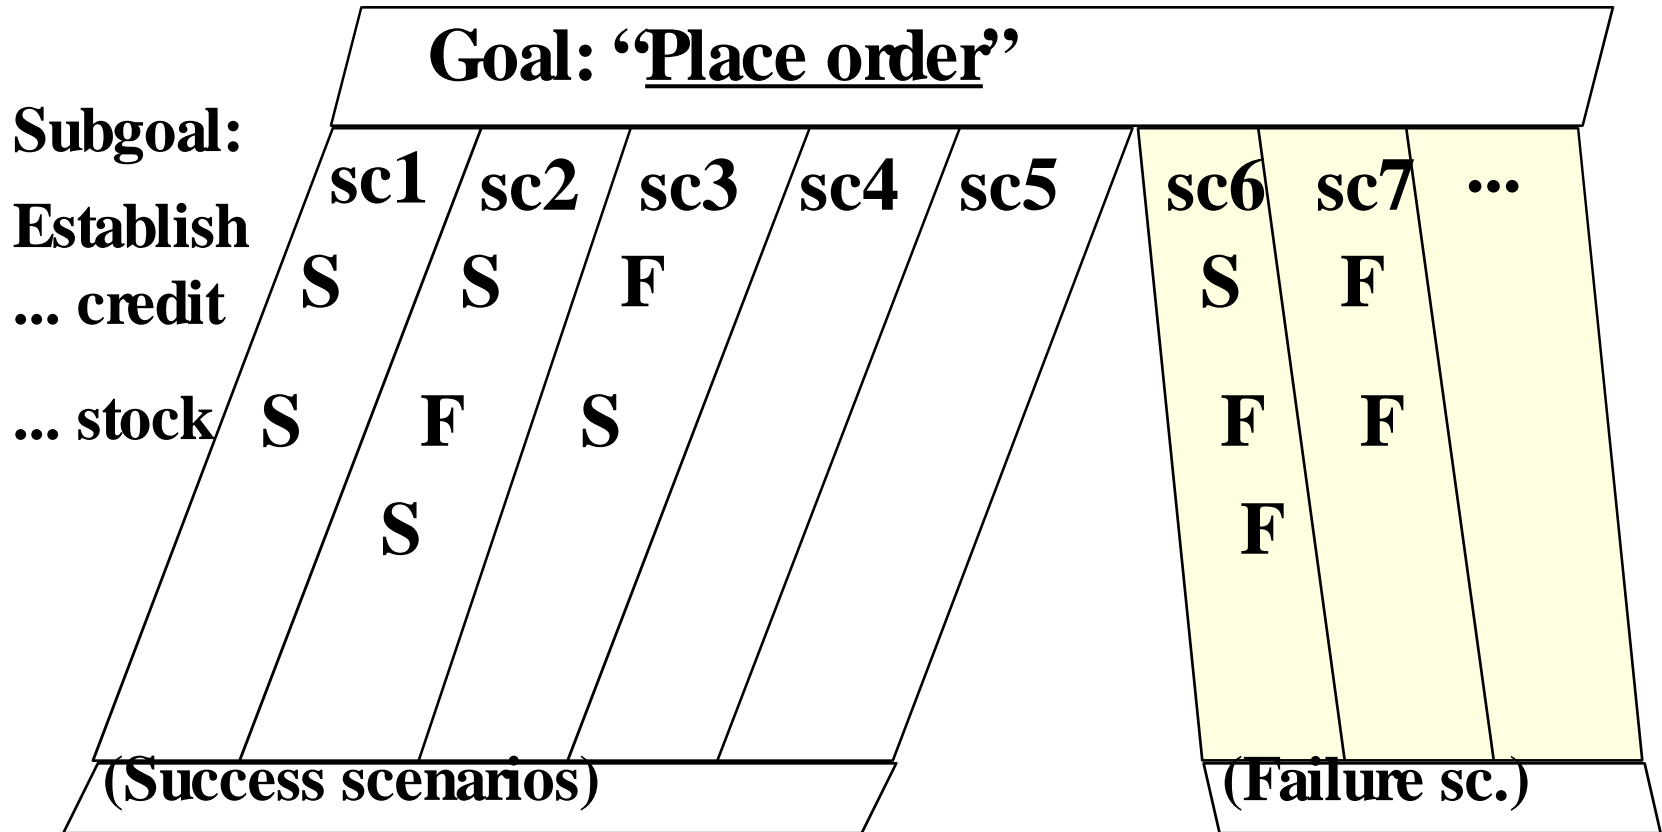 Goal: “Place order”
Subgoal:
sc1 sc2 sc3 sc4 sc5 sc6 sc7 ...
Establish
... credit S S F S F
... stock S F S F F
S F
(Success scenarios) (Failure sc.)